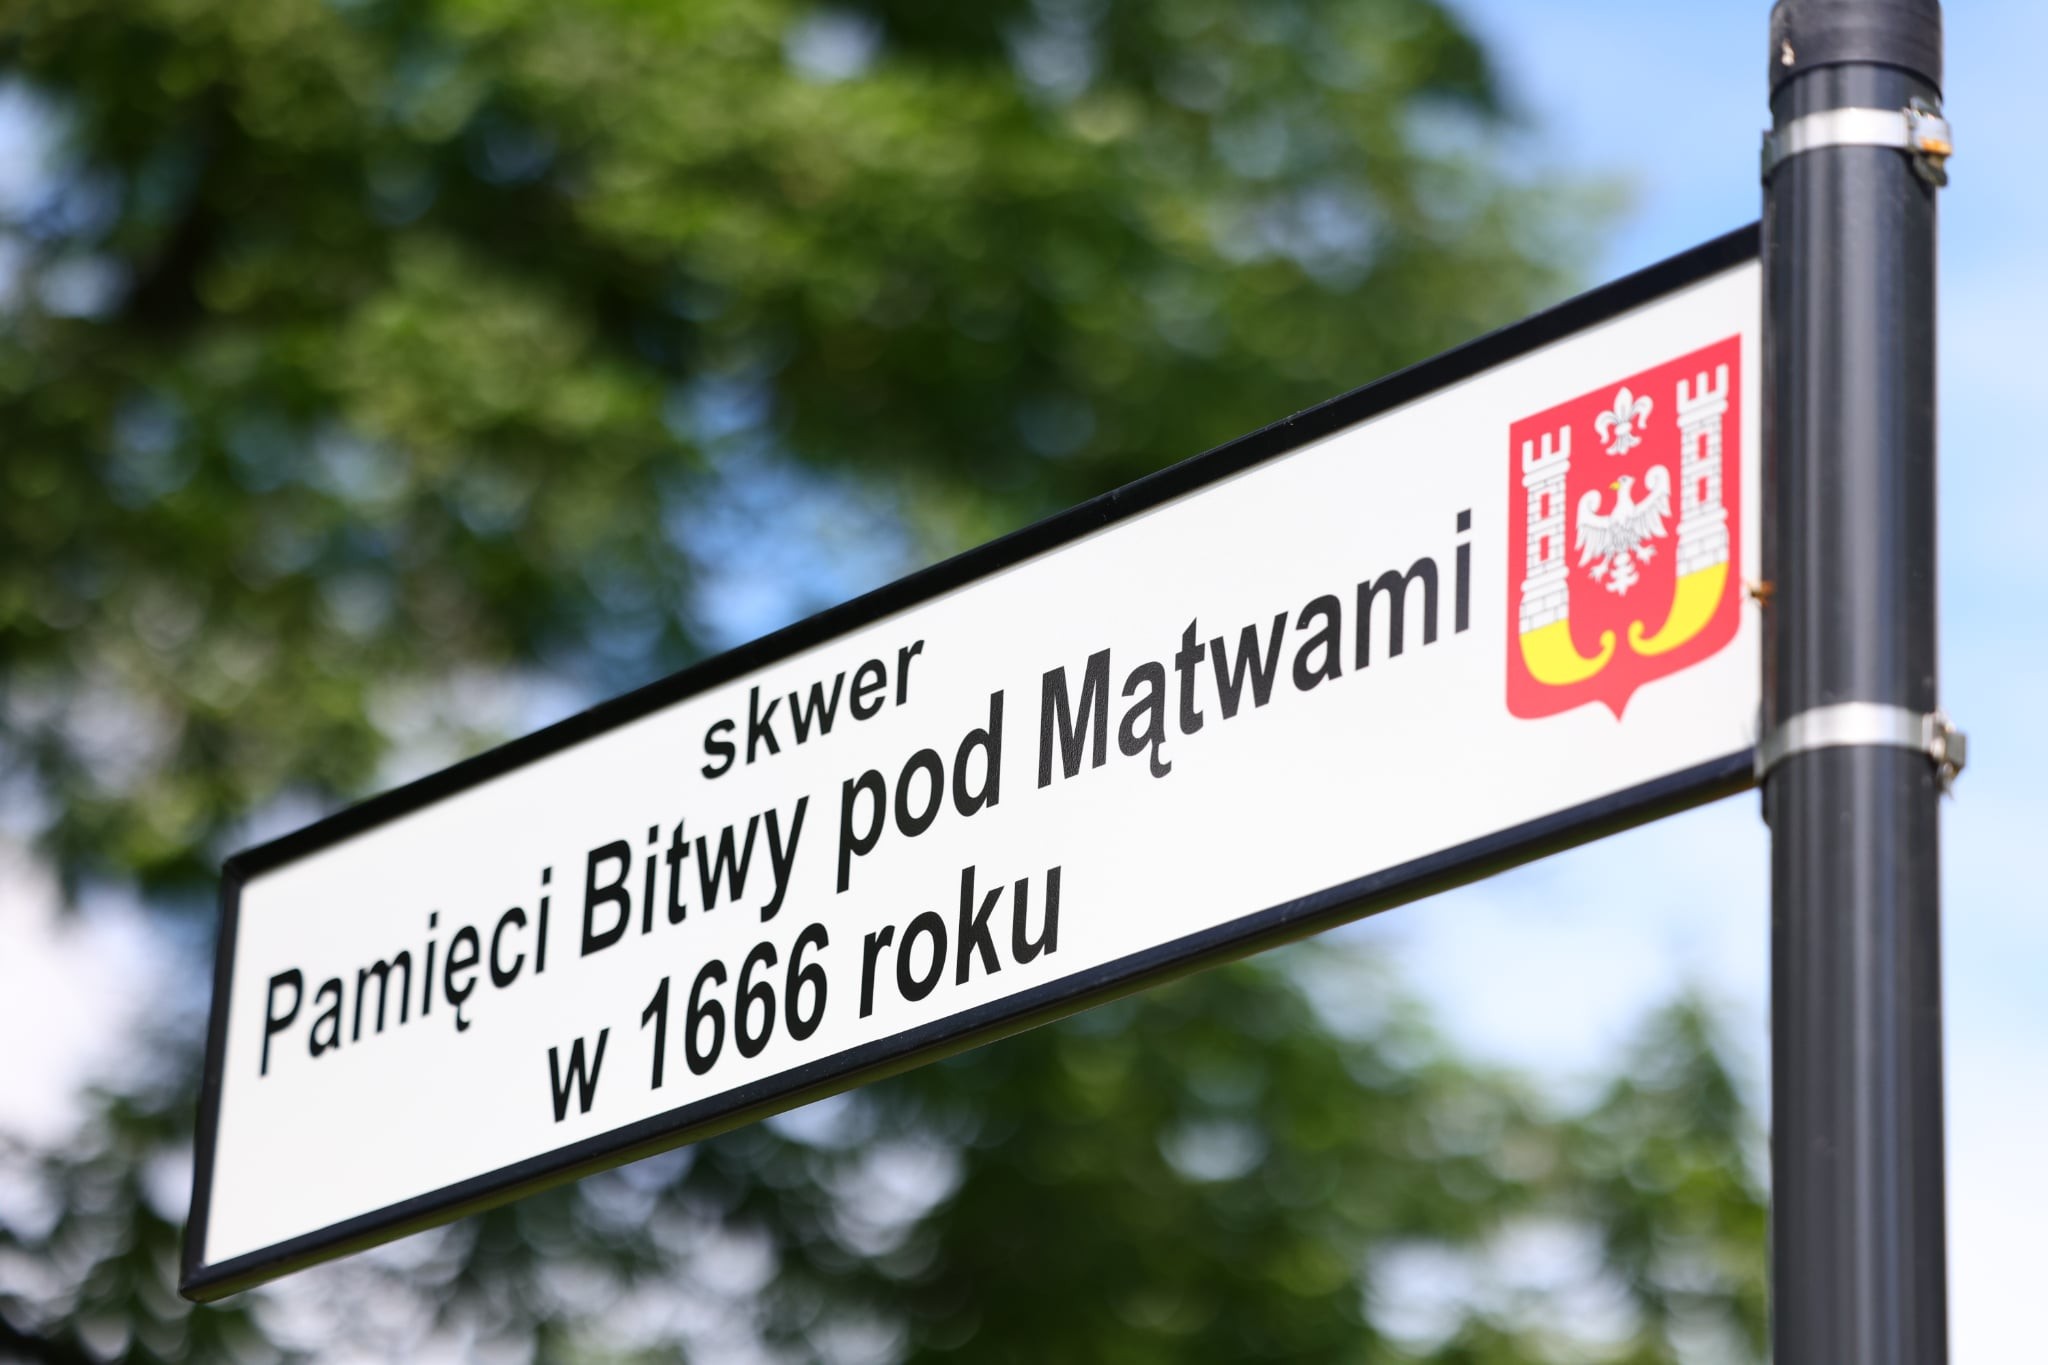 skwer
Pamięci Bitwy pod Mątwami
w 1666 roku